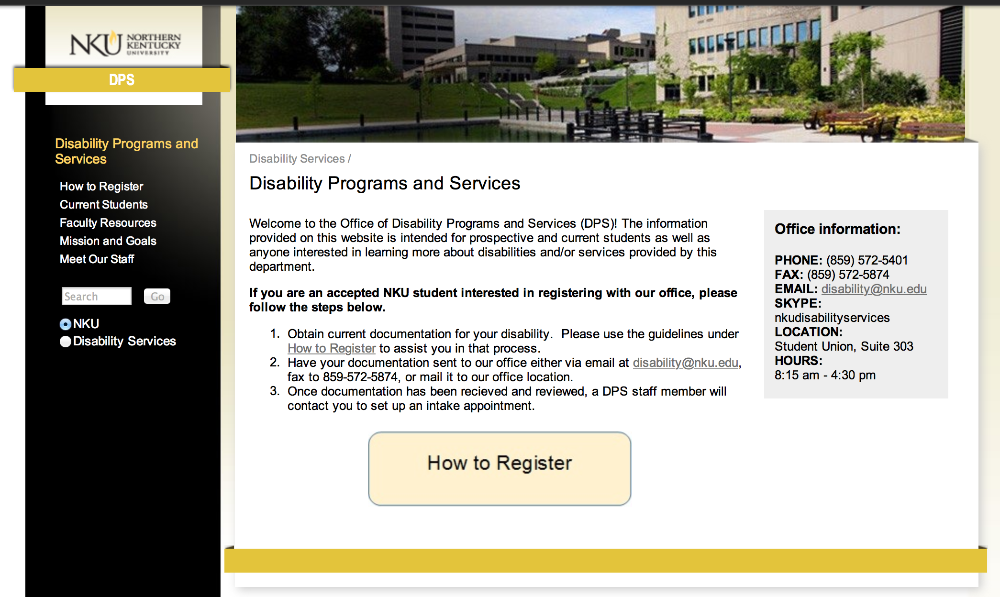 NKU NORTHERN
KENTUCKY
UNIVERSITY
DPS
Disability Programs and
Services
How to Register
Current Students
Faculty Resources
Mission and Goals
Meet Our Staff
Search Go
NKU
Disability Services
Disability Services /
Disability Programs and Services
Welcome to the Office of Disability Programs and Services (DPS)! The information
provided on this website is intended for prospective and current students as well as
anyone interested in learning more about disabilities and/or services provided by this
department.
If you are an accepted NKU student interested in registering with our office, please
follow the steps below.
1. Obtain current documentation for your disability. Please use the guidelines under
How to Register to assist you in that process.
2. Have your documentation sent to our office either via email at disability@nku.edu,
fax to 859-572-5874, or mail it to our office location.
3. Once documentation has been recieved and reviewed, a DPS staff member will
contact you to set up an intake appointment.
How to Register
Office information:
PHONE: (859) 572-5401
FAX: (859) 572-5874
EMAIL: disability@nku.edu
SKYPE:
nkudisabilityservices
LOCATION:
Student Union, Suite 303
HOURS:
8:15 am - 4:30 pm